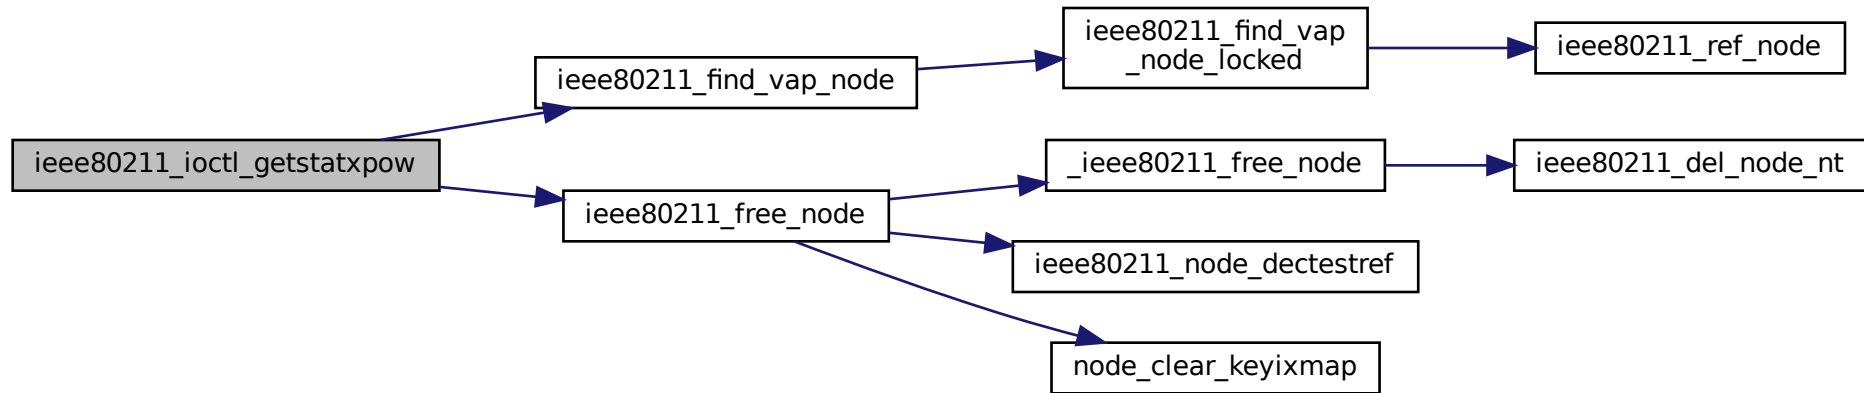 ieee80211_ioctl_getstatxpow
ieee80211_find_vap_node
ieee80211_find_vap
_node_locked
ieee80211_ref_node
ieee80211_free_node
_ieee80211_free_node
ieee80211_del_node_nt
ieee80211_node_dectestref
node_clear_keyixmap